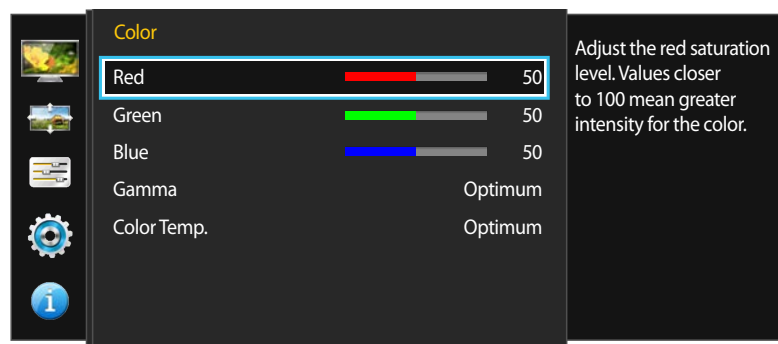 Color
Red 50
Green 50
Blue 50
Gamma Optimum
Color Temp. Optimum
Adjust the red saturation
level. Values closer
to 100 mean greater
intensity for the color.